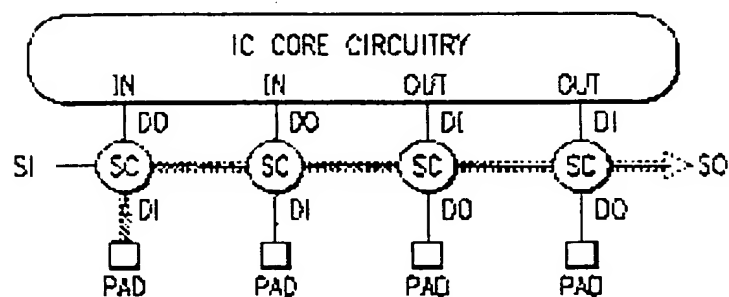 IC CORE CIRCUITRY
IN IN OUT OUT
DO DO DI DI
SI SC SC SC SC SO
DI DI DO DO
PAD PAD PAD PAD